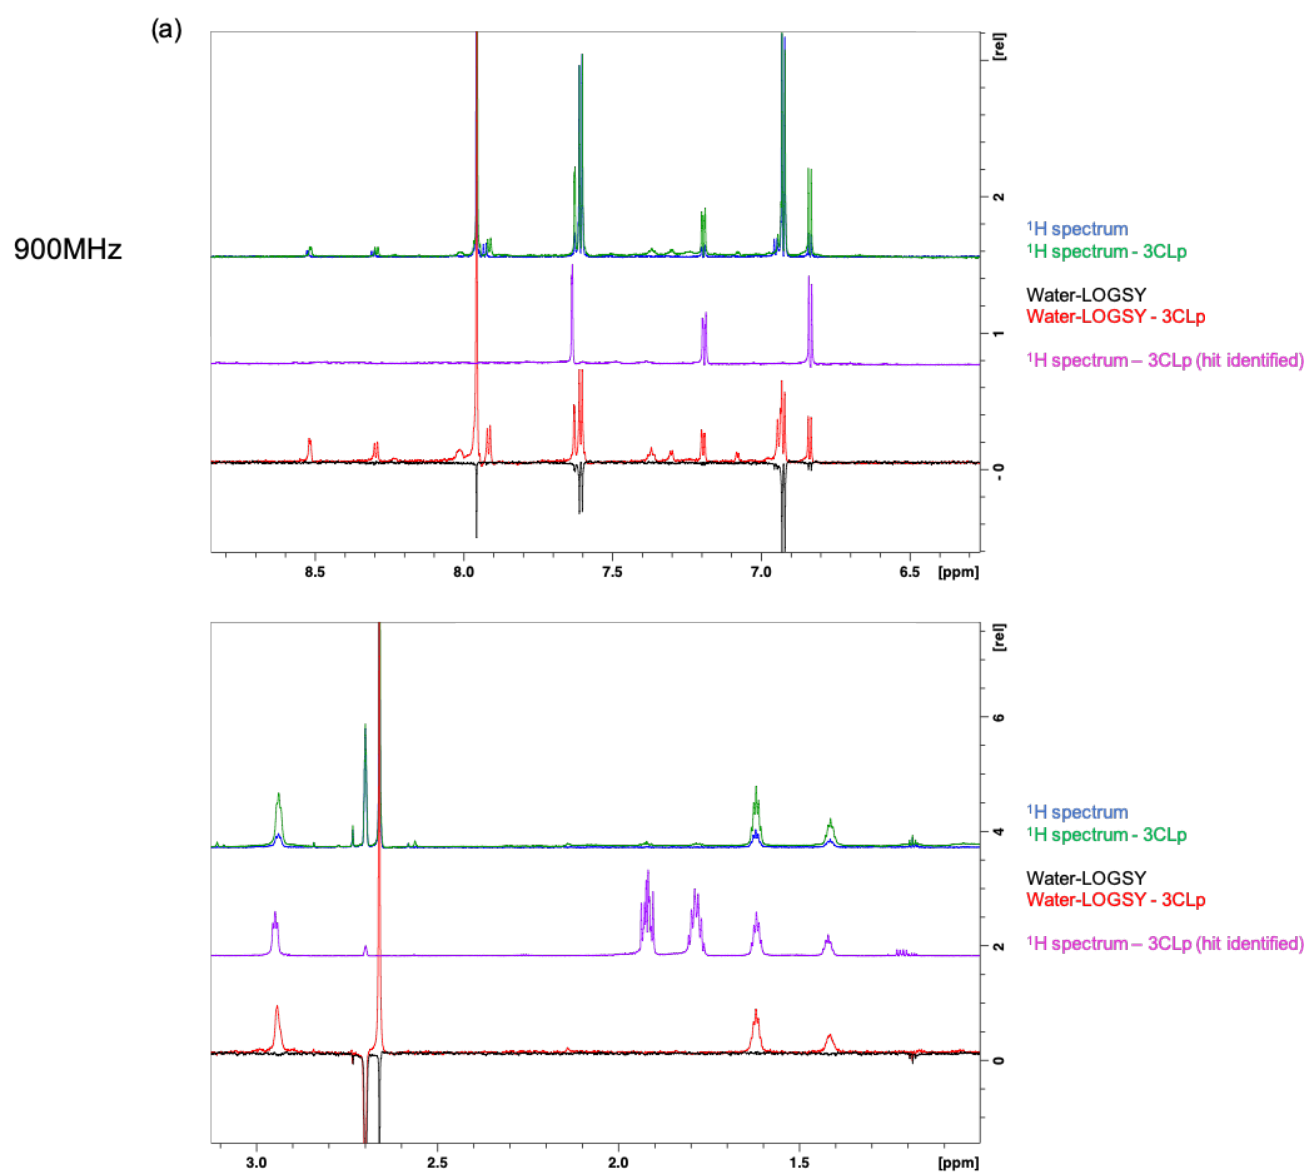 (a)
900MHz
[rel]
2
1
- 0
¹H spectrum
¹H spectrum - 3CLp
Water-LOGSY
Water-LOGSY - 3CLp
¹H spectrum – 3CLp (hit identified)
8.5 8.0 7.5 7.0 6.5 [ppm]
[rel]
6
4
2
0
¹H spectrum
¹H spectrum - 3CLp
Water-LOGSY
Water-LOGSY - 3CLp
¹H spectrum – 3CLp (hit identified)
3.0 2.5 2.0 1.5 [ppm]